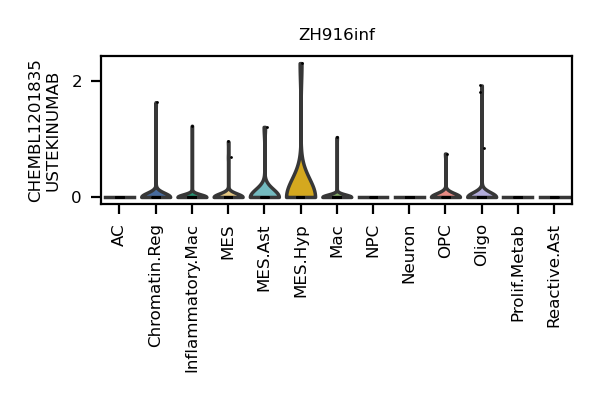 ZH916inf
CHEMBL1201835
USTEKINUMAB
2
0
AC
Chromatin.Reg
Inflammatory.Mac
MES
MES.Ast
MES.Hyp
Mac
NPC
Neuron
OPC
Oligo
Prolif.Metab
Reactive.Ast